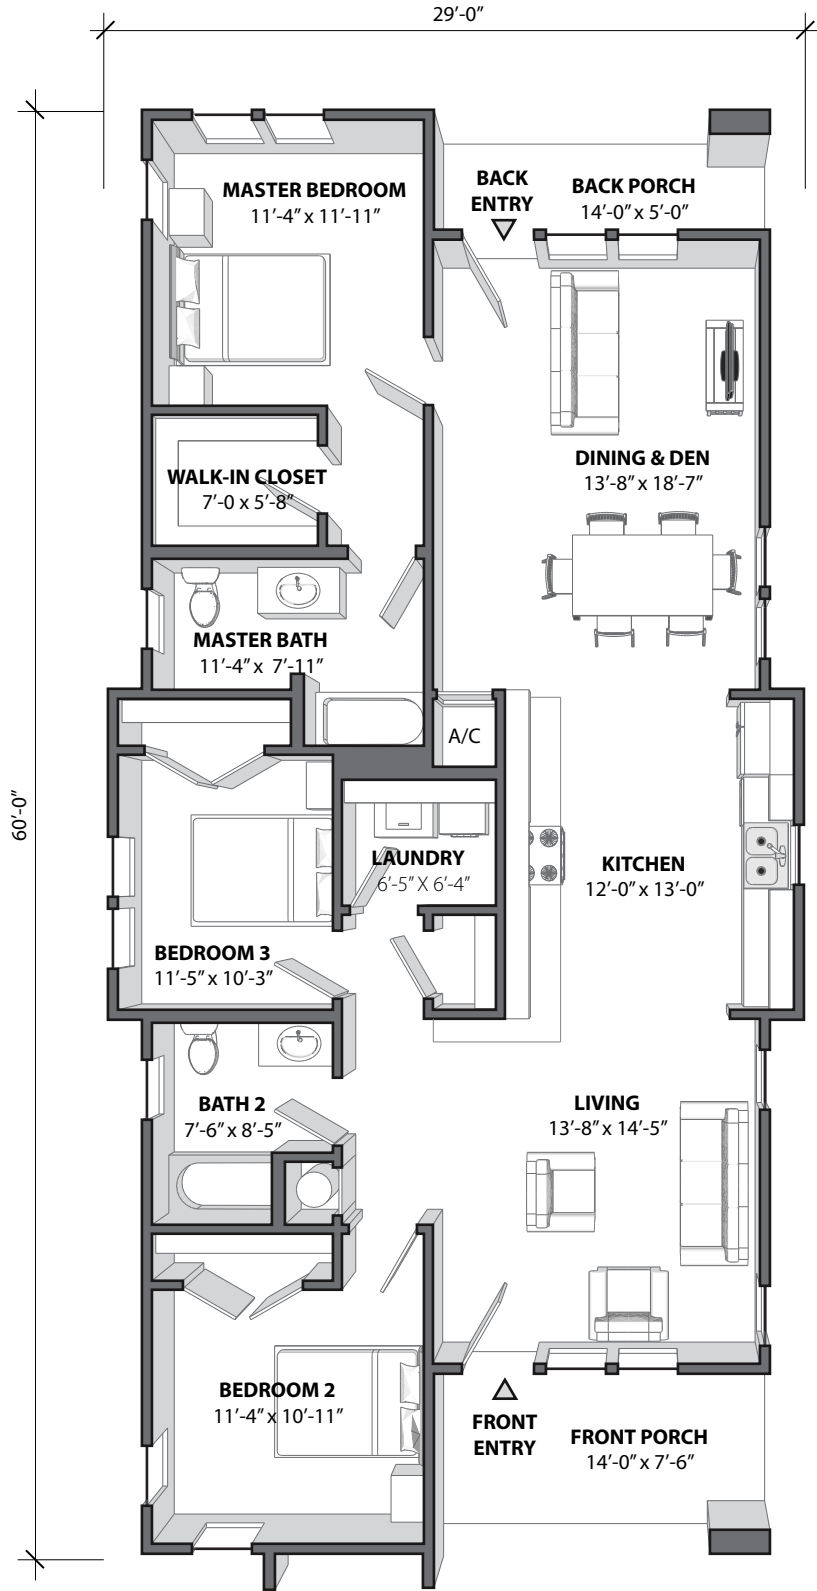 29’-0”
60’-0”
MASTER BEDROOM
11’-4” x 11’-11”
BACK
ENTRY
BACK PORCH
14’-0” x 5’-0”
WALK-IN CLOSET
7’-0 x 5’-8”
DINING & DEN
13’-8” x 18’-7”
MASTER BATH
11’-4” x 7’-11”
A/C
LAUNDRY
6’-5” X 6’-4”
KITCHEN
12’-0” x 13’-0”
BEDROOM 3
11’-5” x 10’-3”
BATH 2
7’-6” x 8’-5”
LIVING
13’-8” x 14’-5”
BEDROOM 2
11’-4” x 10’-11”
FRONT
ENTRY
FRONT PORCH
14’-0” x 7’-6”